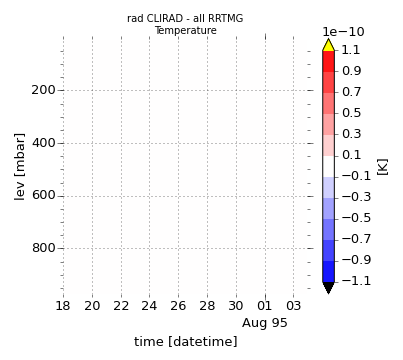 rad CLIRAD - all RRTMG
Temperature
1e−10
1.1
0.9
0.7
0.5
0.3
0.1
−0.1
−0.3
−0.5
−0.7
−0.9
−1.1
[K]
lev [mbar]
200
400
600
800
18 20 22 24 26 28 30 01 03
Aug 95
time [datetime]